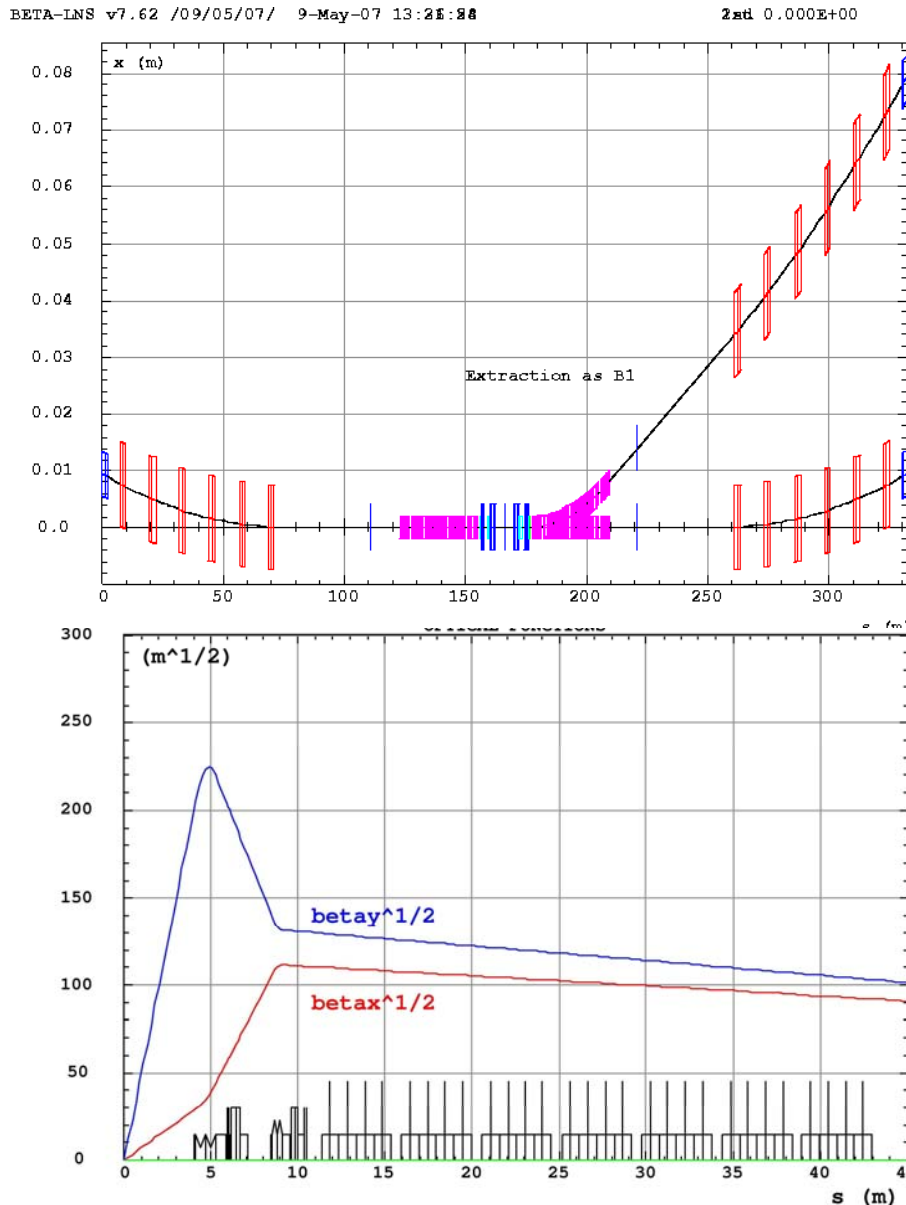 BETA-LNS v7.62 /09/05/07/ 9-May-07
0.000E+00
x (m)
0.08
0.07
0.06
0.05
0.04
0.03
0.02
0.01
0.0
Extraction as B1
0 50 100 150 200 250 300
OPTICAL FUNCTIONS
300
(m^1/2)
250
200
150
100
50
0
betay^1/2
betax^1/2
0 5 10 15 20 25 30 35 40
s (m)